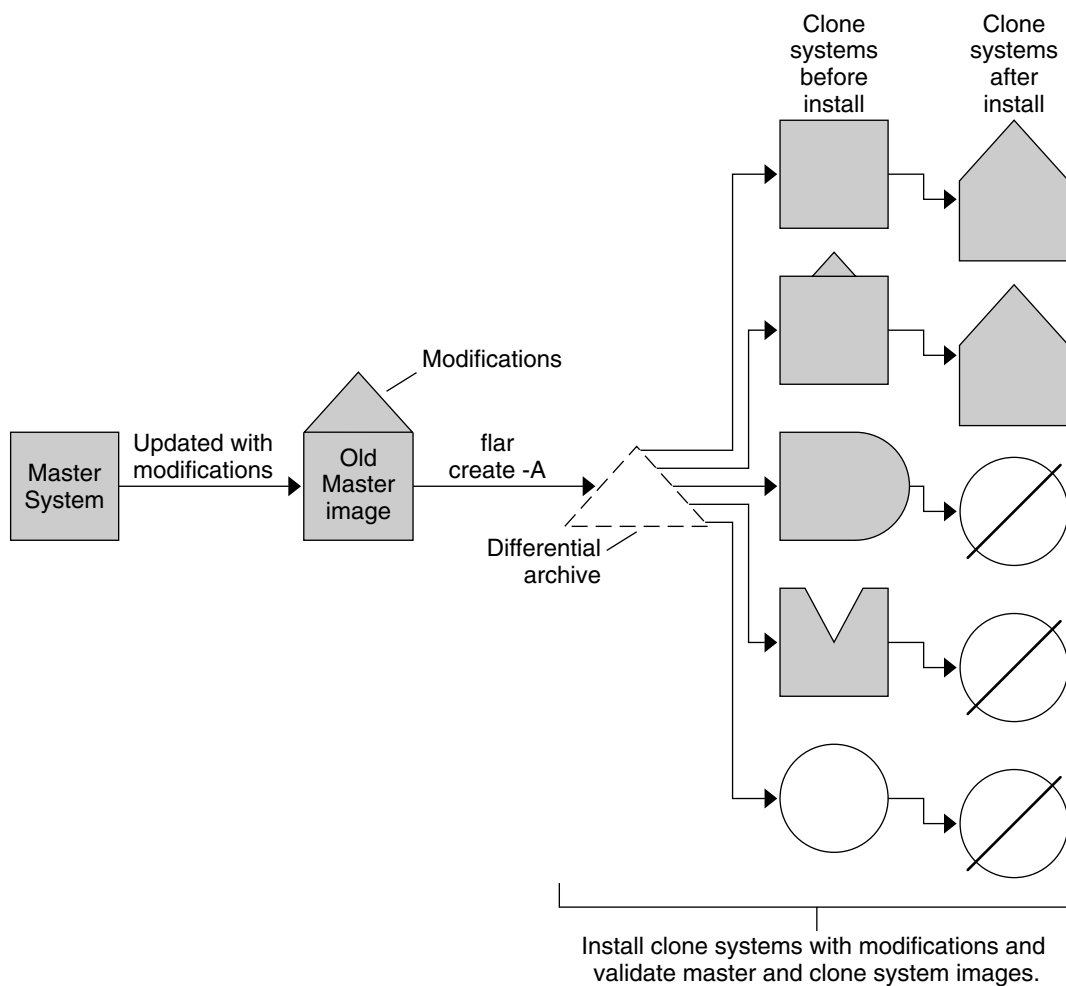 Clone
systems
before
install
Clone
systems
after
install
Modifications
Master
System
Updated with
modifications
Old
Master
image
flar
create -A
Differential
archive
Install clone systems with modifications and
validate master and clone system images.